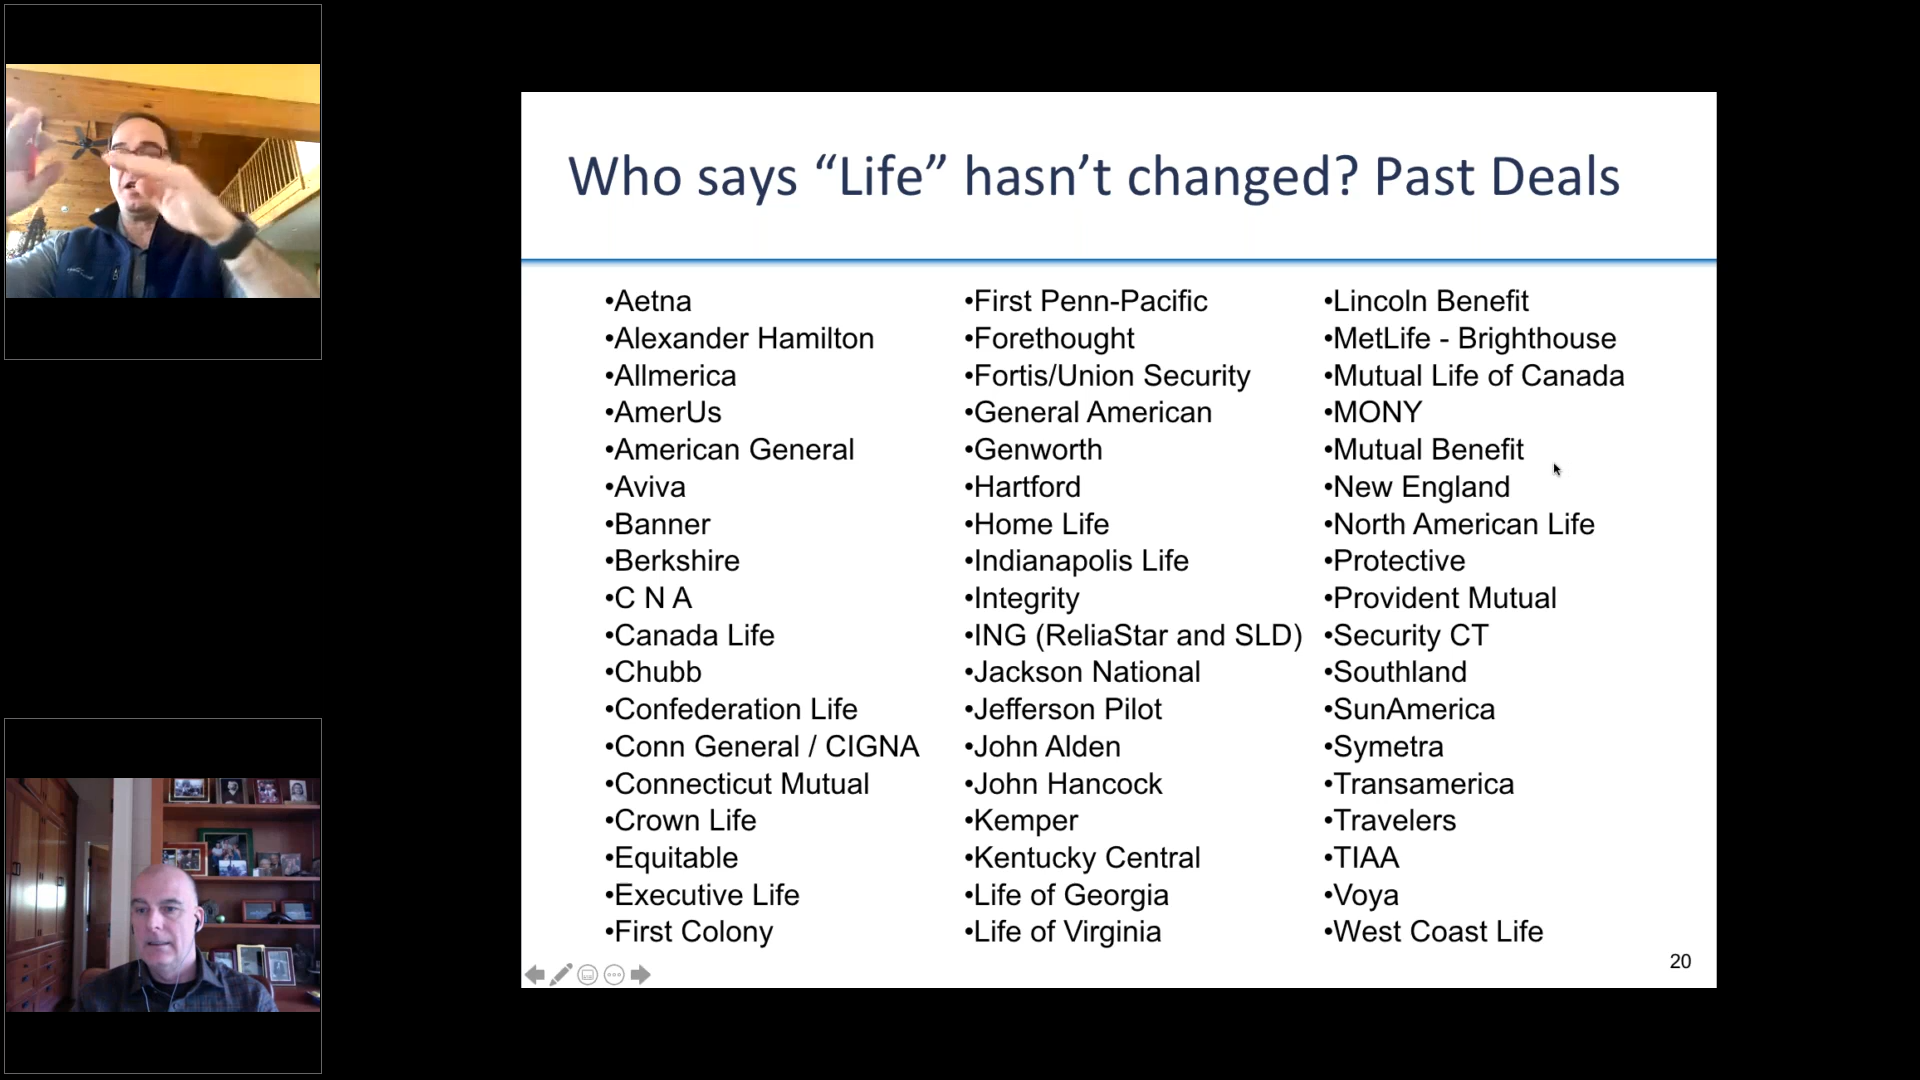 Who says “Life” hasn’t changed? Past Deals
•Aetna
•Alexander Hamilton
•Allmerica
•AmerUs
•American General
•Aviva
•Banner
•Berkshire
•C N A
•Canada Life
•Chubb
•Confederation Life
•Conn General / CIGNA
•Connecticut Mutual
•Crown Life
•Equitable
•Executive Life
•First Colony
•First Penn-Pacific
•Forethought
•Fortis/Union Security
•General American
•Genworth
•Hartford
•Home Life
•Indianapolis Life
•Integrity
•ING (ReliaStar and SLD)
•Jackson National
•Jefferson Pilot
•John Alden
•John Hancock
•Kemper
•Kentucky Central
•Life of Georgia
•Life of Virginia
•Lincoln Benefit
•MetLife - Brighthouse
•Mutual Life of Canada
•MONY
•Mutual Benefit
•New England
•North American Life
•Protective
•Provident Mutual
•Security CT
•Southland
•SunAmerica
•Symetra
•Transamerica
•Travelers
•TIAA
•Voya
•West Coast Life
20